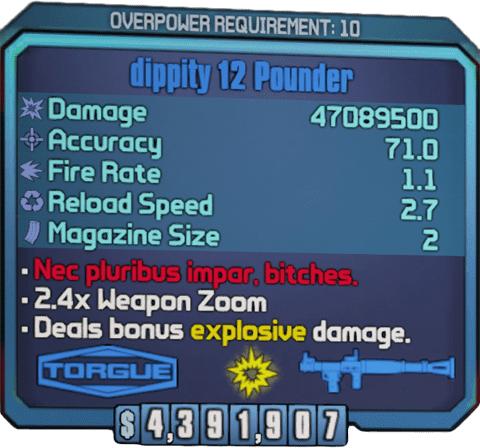 OVERPOWER REQUIREMENT: 10
dippity 12 Pounder
Damage 47089500
Accuracy 71.0
Fire Rate 1.1
Reload Speed 2.7
Magazine Size 2
• Nec pluribus impar, bitches.
• 2.4x Weapon Zoom
• Deals bonus explosive damage.
TORGUE
$ 4,391,907